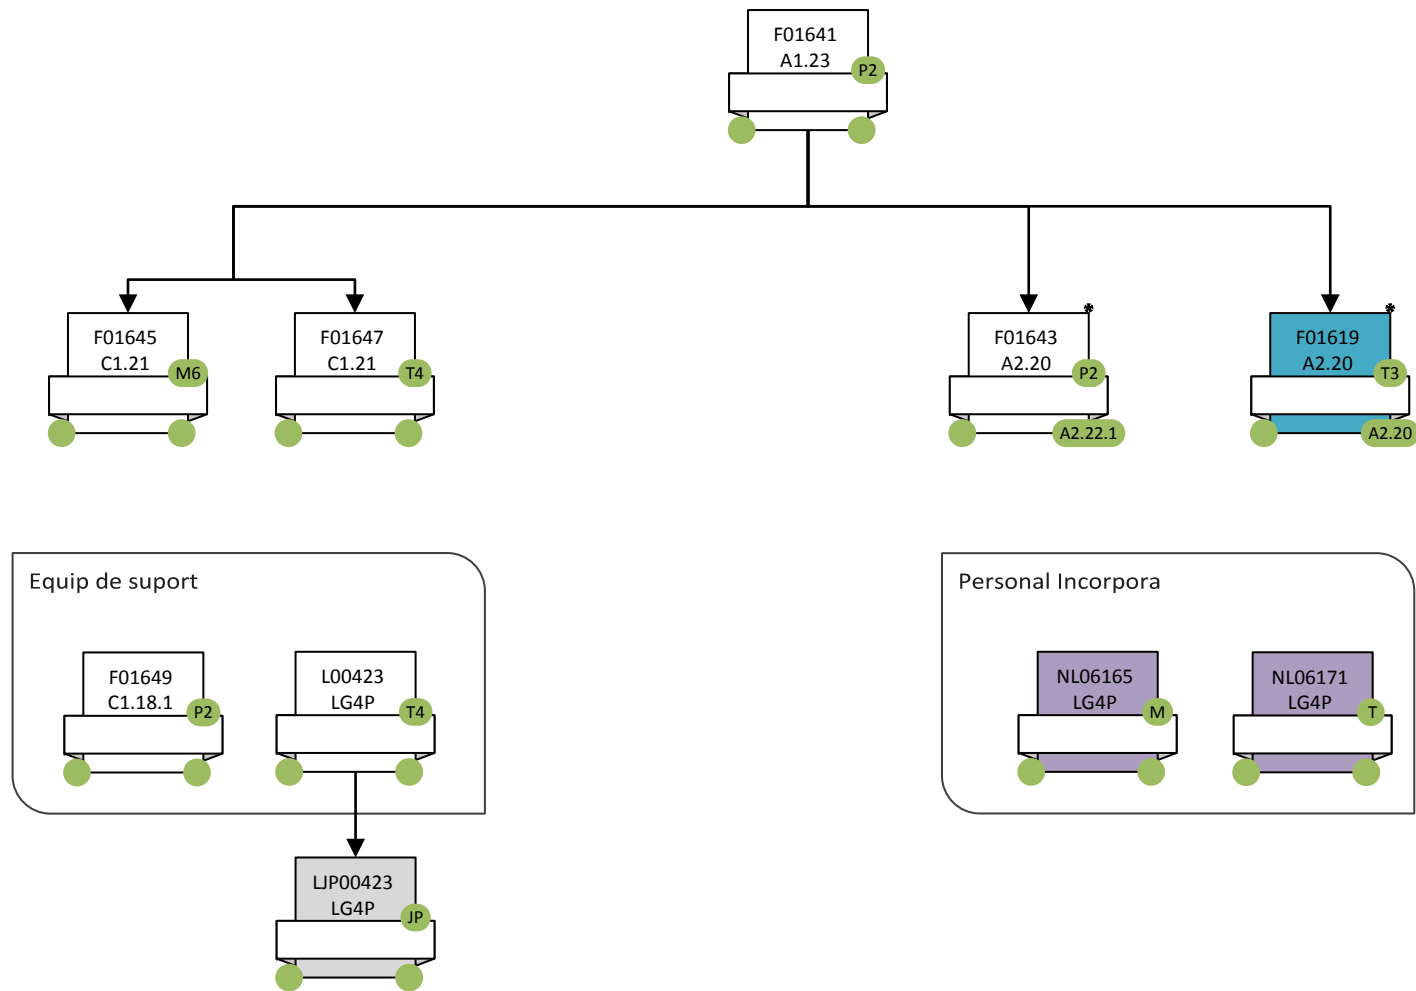 F01641
A1.23
P2
F01645
C1.21
M6
F01647
C1.21
T4
*
F01643
A2.20
P2
A2.22.1
*
F01619
A2.20
T3
A2.20
Equip de suport
F01649
C1.18.1
P2
L00423
LG4P
T4
LJP00423
LG4P
JP
Personal Incorpora
NL06165
LG4P
M
NL06171
LG4P
T